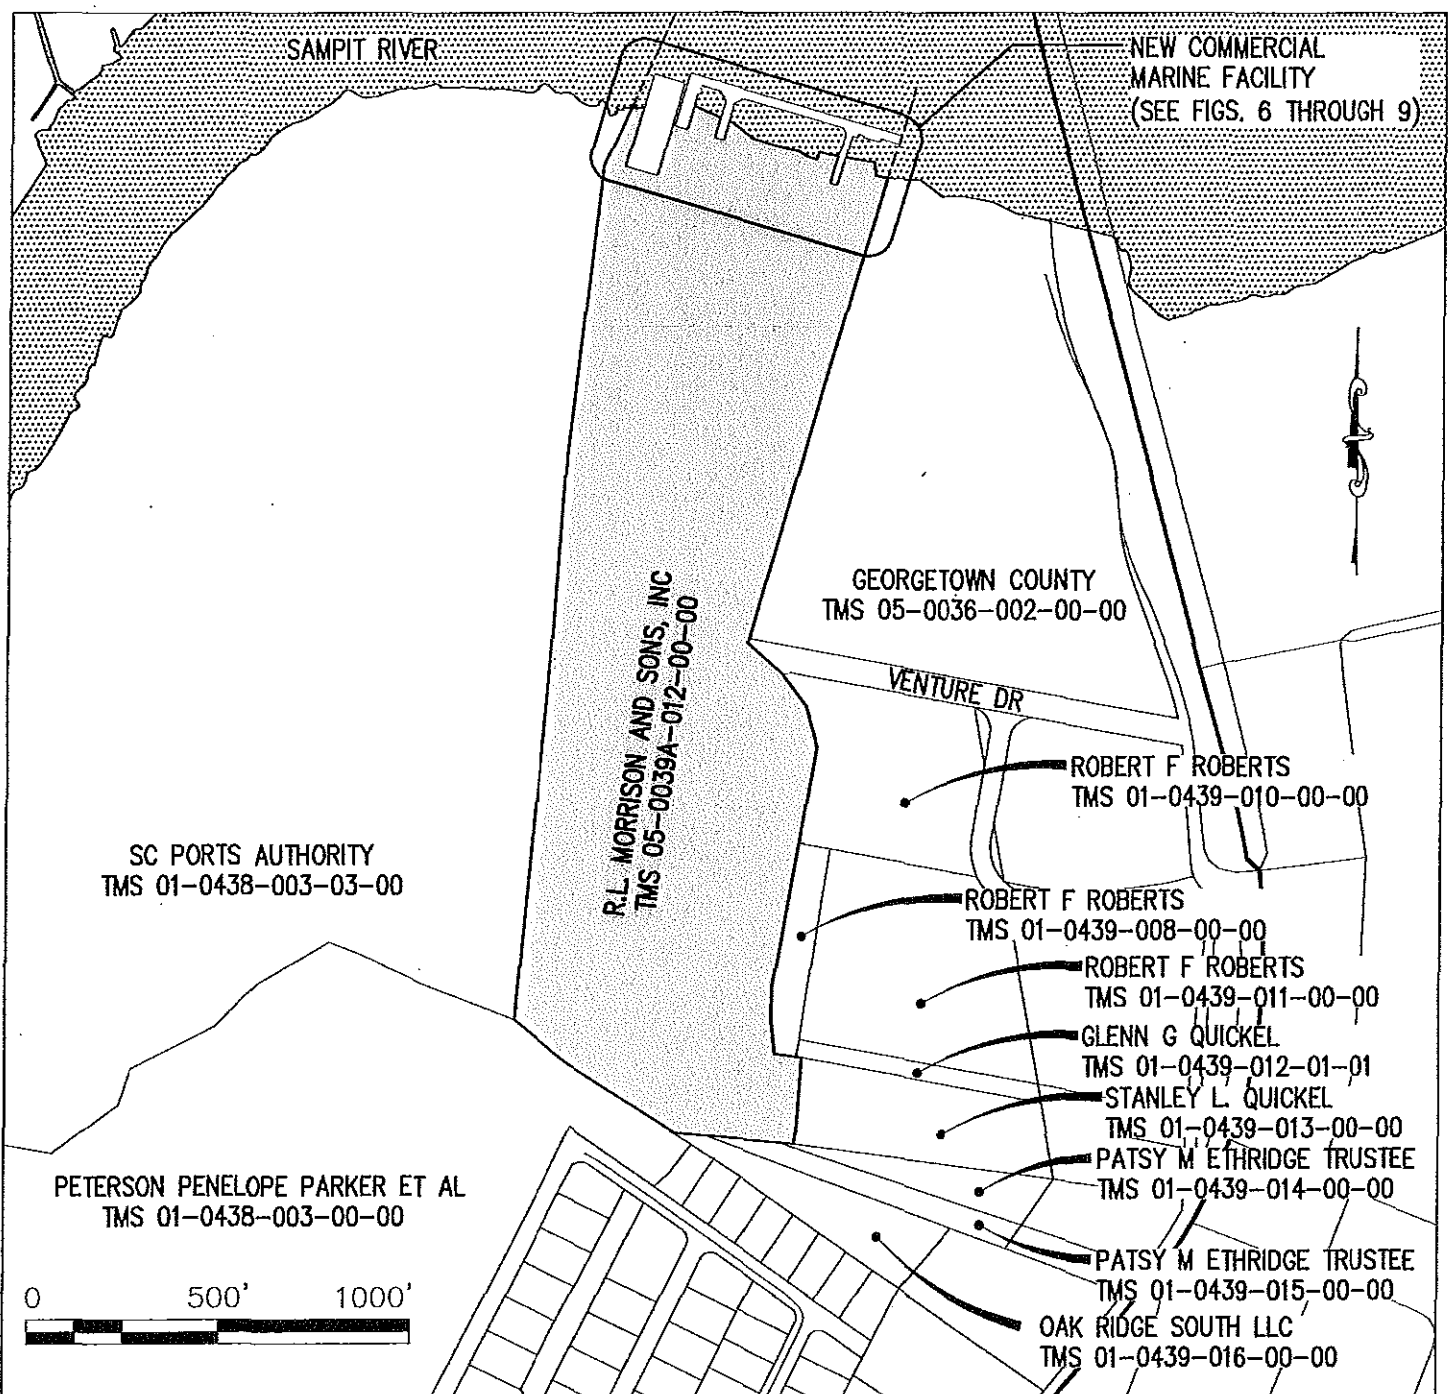 SAMPIT RIVER
NEW COMMERCIAL
MARINE FACILITY
(SEE FIGS. 6 THROUGH 9)
GEORGETOWN COUNTY
TMS 05-0036-002-00-00
R.L. MORRISON AND SONS, INC
TMS 05-0039A-012-00-00
VENTURE DR
ROBERT F ROBERTS
TMS 01-0439-010-00-00
SC PORTS AUTHORITY
TMS 01-0438-003-03-00
ROBERT F ROBERTS
TMS 01-0439-008-00-00
ROBERT F ROBERTS
TMS 01-0439-011-00-00
GLENN G QUICKEL
TMS 01-0439-012-01-01
STANLEY L. QUICKEL
TMS 01-0439-013-00-00
PATSY M ETHRIDGE TRUSTEE
TMS 01-0439-014-00-00
PETERSON PENELOPE PARKER ET AL
TMS 01-0438-003-00-00
PATSY M ETHRIDGE TRUSTEE
TMS 01-0439-015-00-00
OAK RIDGE SOUTH LLC
TMS 01-0439-016-00-00
0 500' 1000'